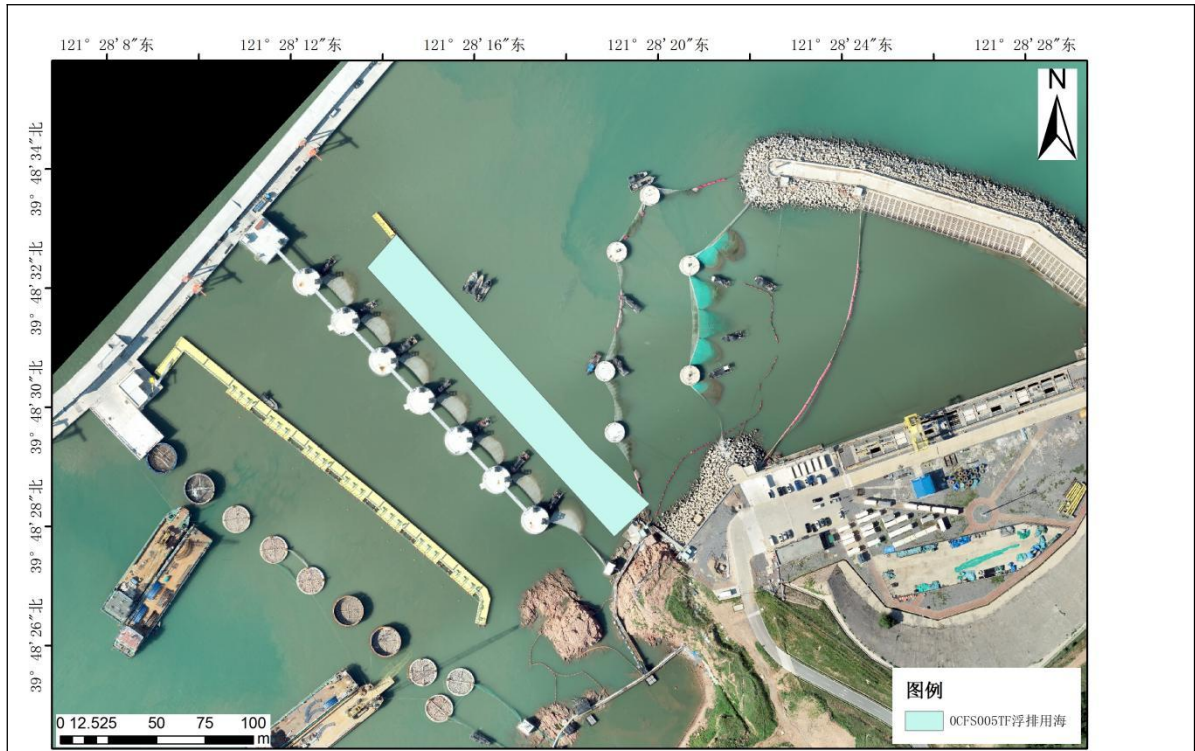 121° 28′8″东
121° 28′12″东
121° 28′16″东
121° 28′20″东
121° 28′24″东
121° 28′28″东
39° 48′34″北
39° 48′32″北
39° 48′30″北
39° 48′28″北
39° 48′26″北
N
图例
0CFS005TF浮排用海
0 12.525 50 75 100
m